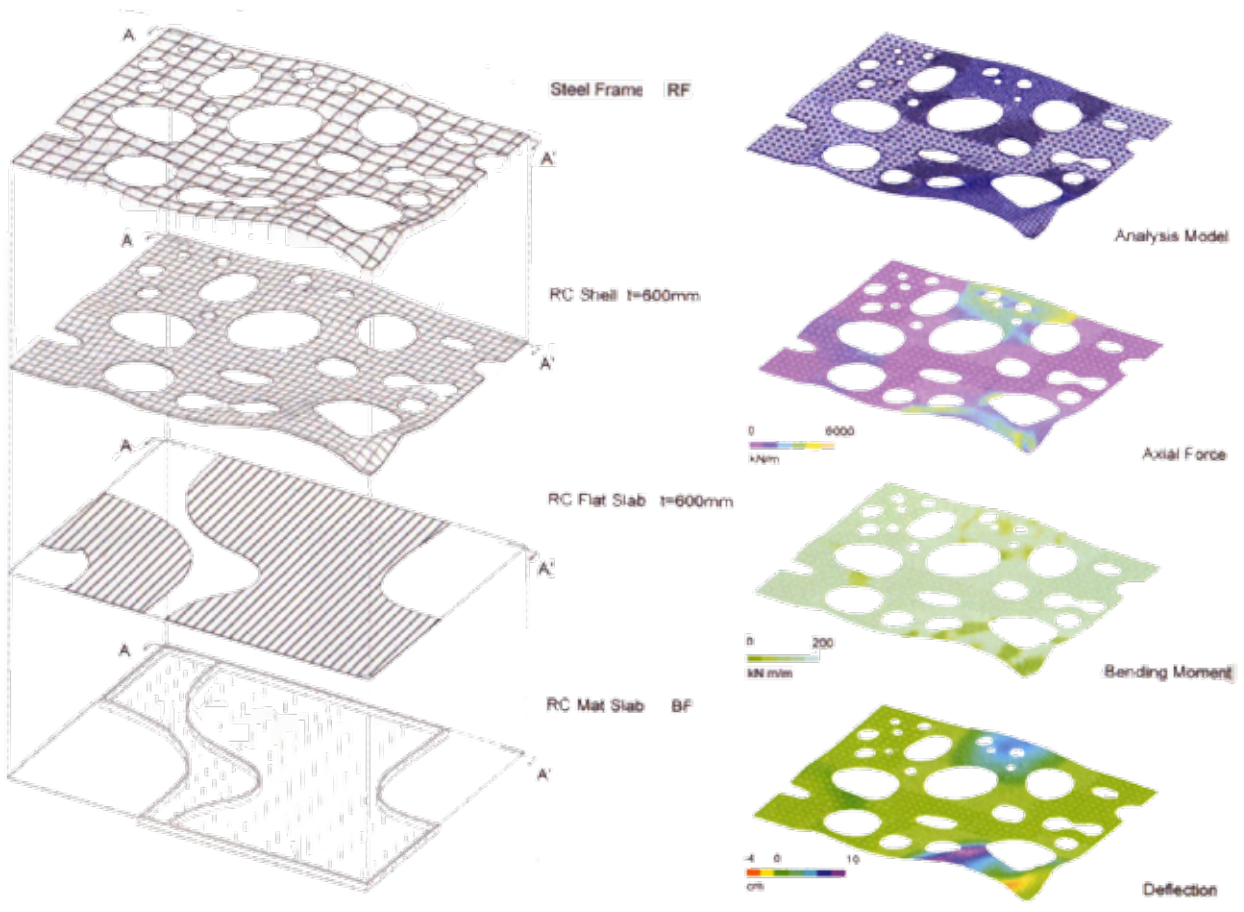 A
Steel Frame RF
A'
A
RC Shell t=600mm
A'
A
RC Flat Slab t=600mm
A'
A
RC Mat Slab BF
A'
Analysis Model
0 6000
kN/m
Axial Force
0 200
kN m/m
Bending Moment
-4 0 10
cm
Deflection